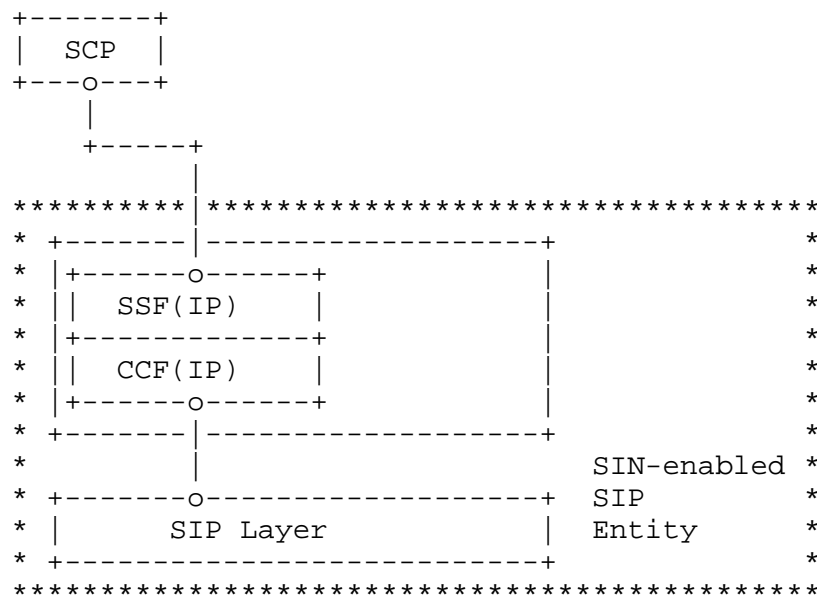 SCP
SSF(IP)
CCF(IP)
SIN-enabled
SIP
SIP Layer
Entity